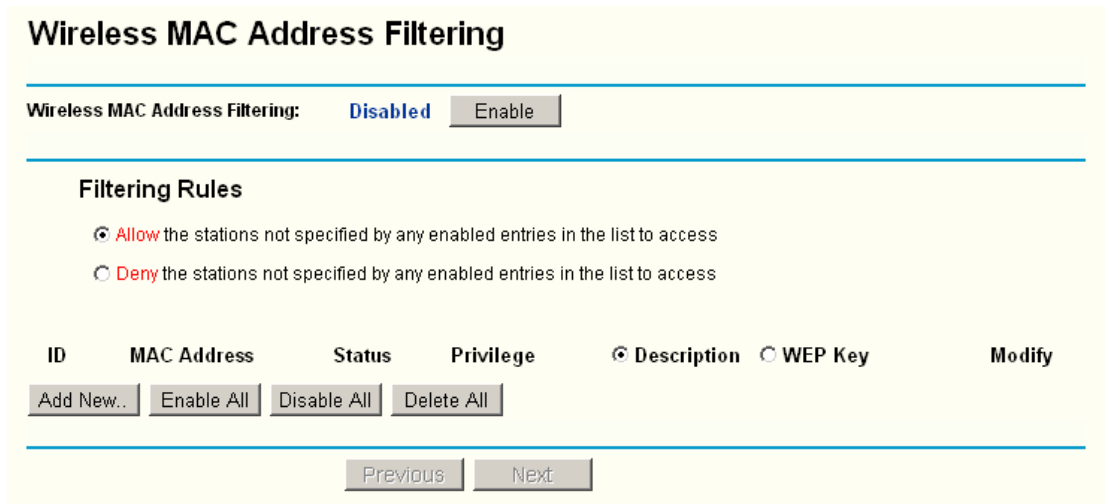 Wireless MAC Address Filtering
Wireless MAC Address Filtering: Disabled Enable
Filtering Rules
Allow the stations not specified by any enabled entries in the list to access
Deny the stations not specified by any enabled entries in the list to access
ID MAC Address Status Privilege Description WEP Key Modify
Add New.. Enable All Disable All Delete All
Previous Next